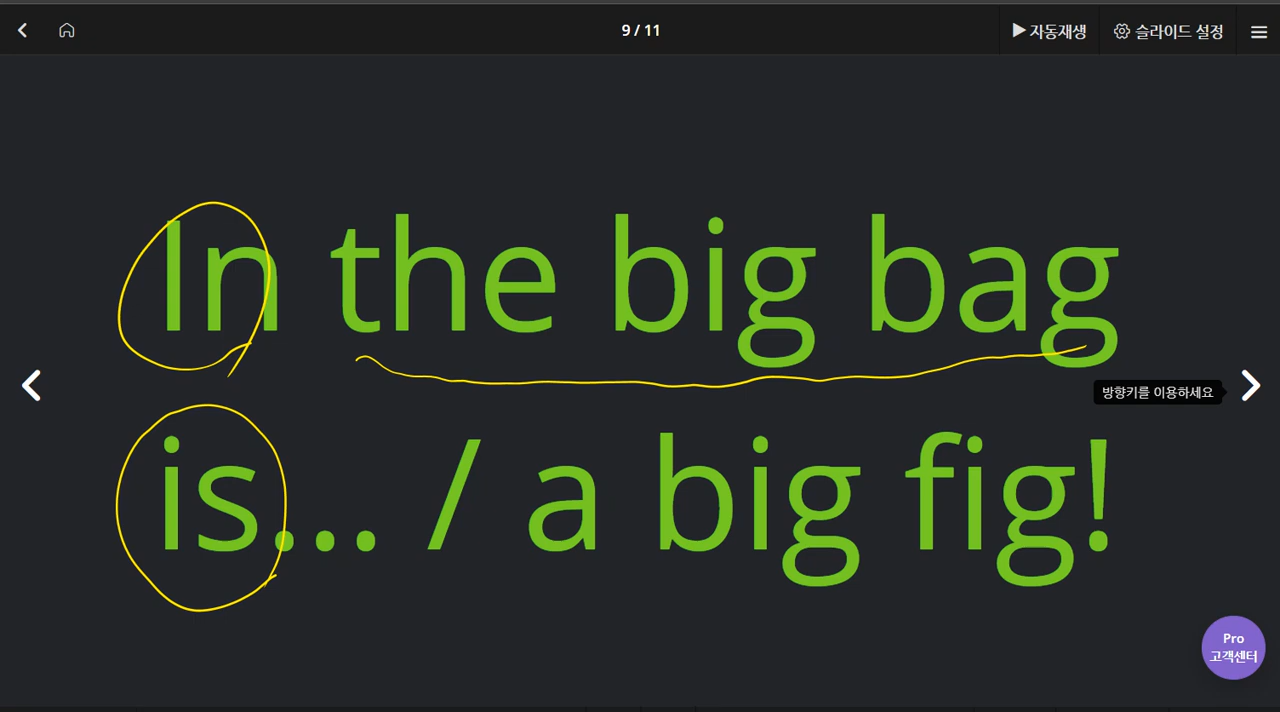 9 / 11
자동재생
슬라이드 설정
In the big bag
방향키를 이용하세요
is... / a big fig!
Pro
고객센터